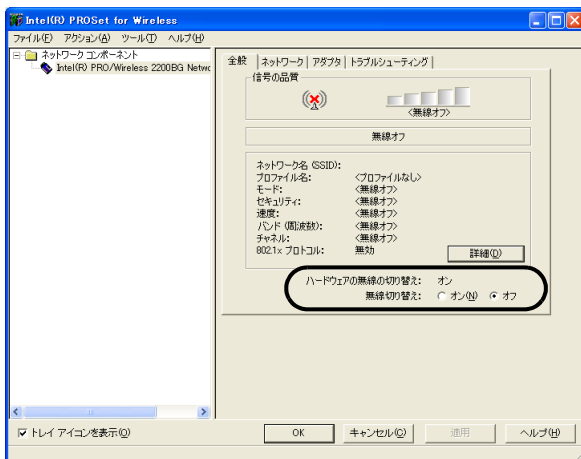 Intel(R) PROSet for Wireless
ファイル(F) アクション(A) ツール(T) ヘルプ(H)
ネットワーク コンポーネント
Intel(R) PRO/Wireless 2200BG Netwc
全般 ネットワーク アダプタ トラブルシューティング
信号の品質
<無線オフ>
無線オフ
ネットワーク名 (SSID):
プロファイル名: <プロファイルなし>
モード: <無線オフ>
セキュリティ: <無線オフ>
速度: <無線オフ>
バンド (周波数): <無線オフ>
チャネル: <無線オフ>
802.1x プロトコル: 無効
詳細(D)
ハードウェアの無線の切り替え: オン
無線切り替え: オン(N) オフ
トレイ アイコンを表示(O)
OK キャンセル(C) 適用 ヘルプ(H)